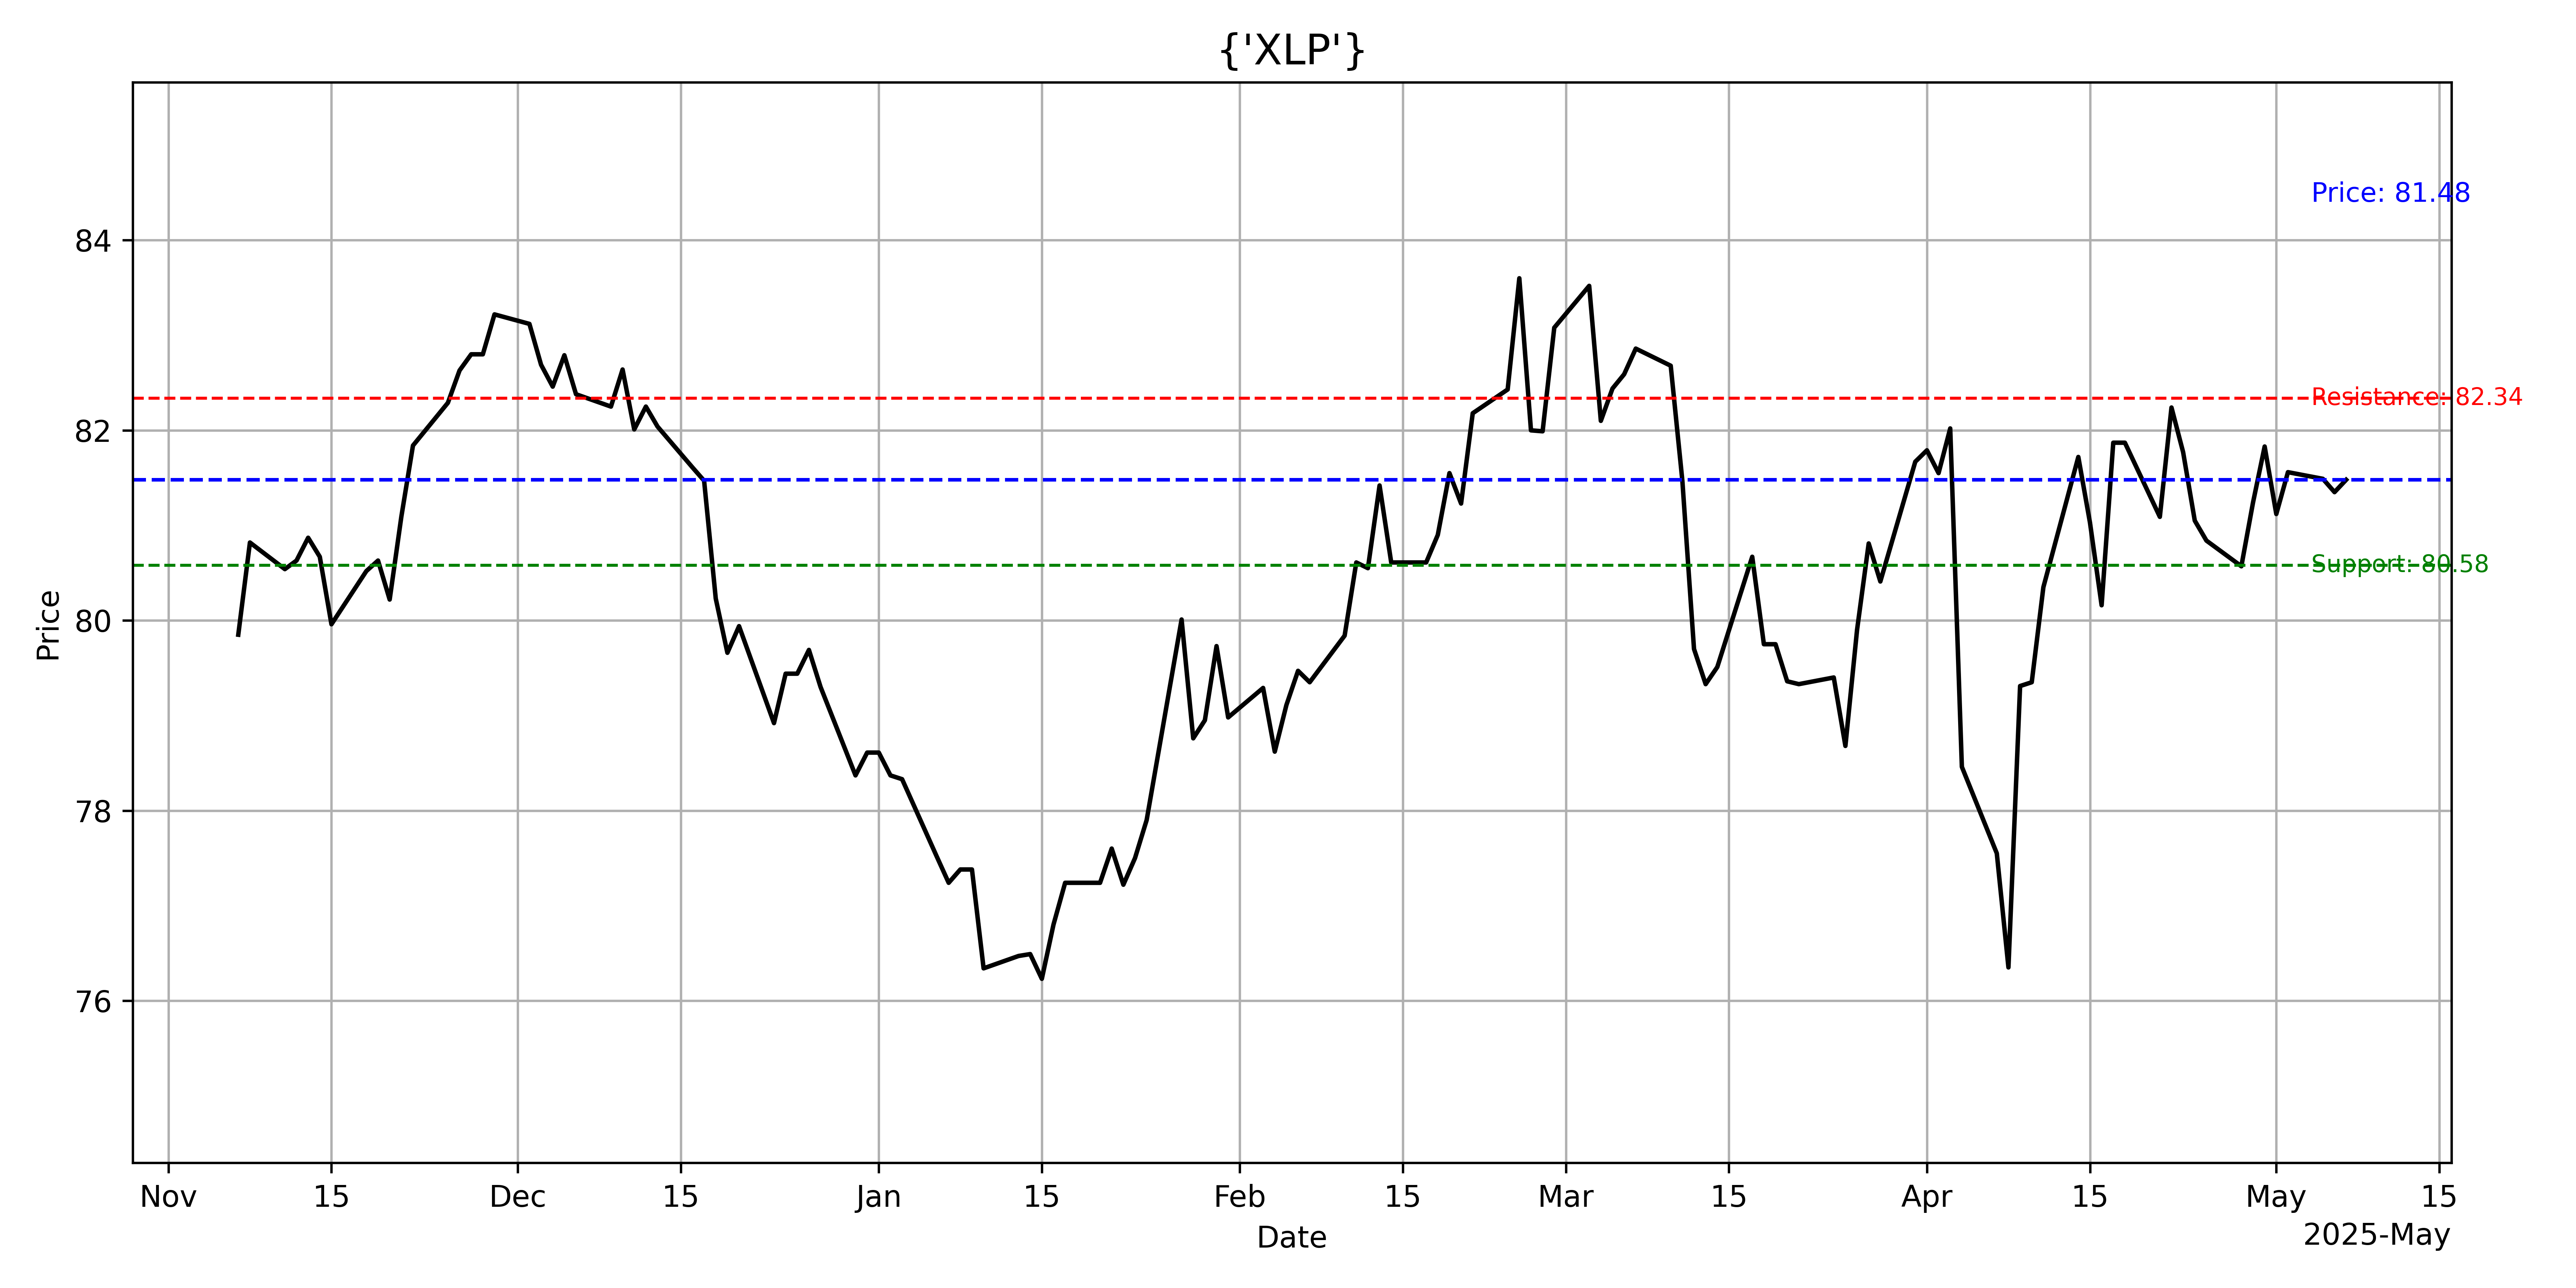 {'XLP'}
Price: 81.48
84
Resistance: 82.34
82
Support: 80.58
80
Price
78
76
Nov 15 Dec 15 Jan 15 Feb 15 Mar 15 Apr 15 May 15
Date
2025-May